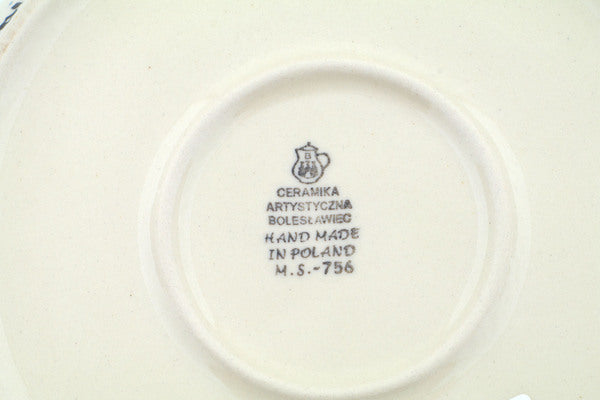 CERAMIKA
ARTYSTYCZNA
BOLESŁAWIEC
HAND MADE
IN POLAND
M.S.-756